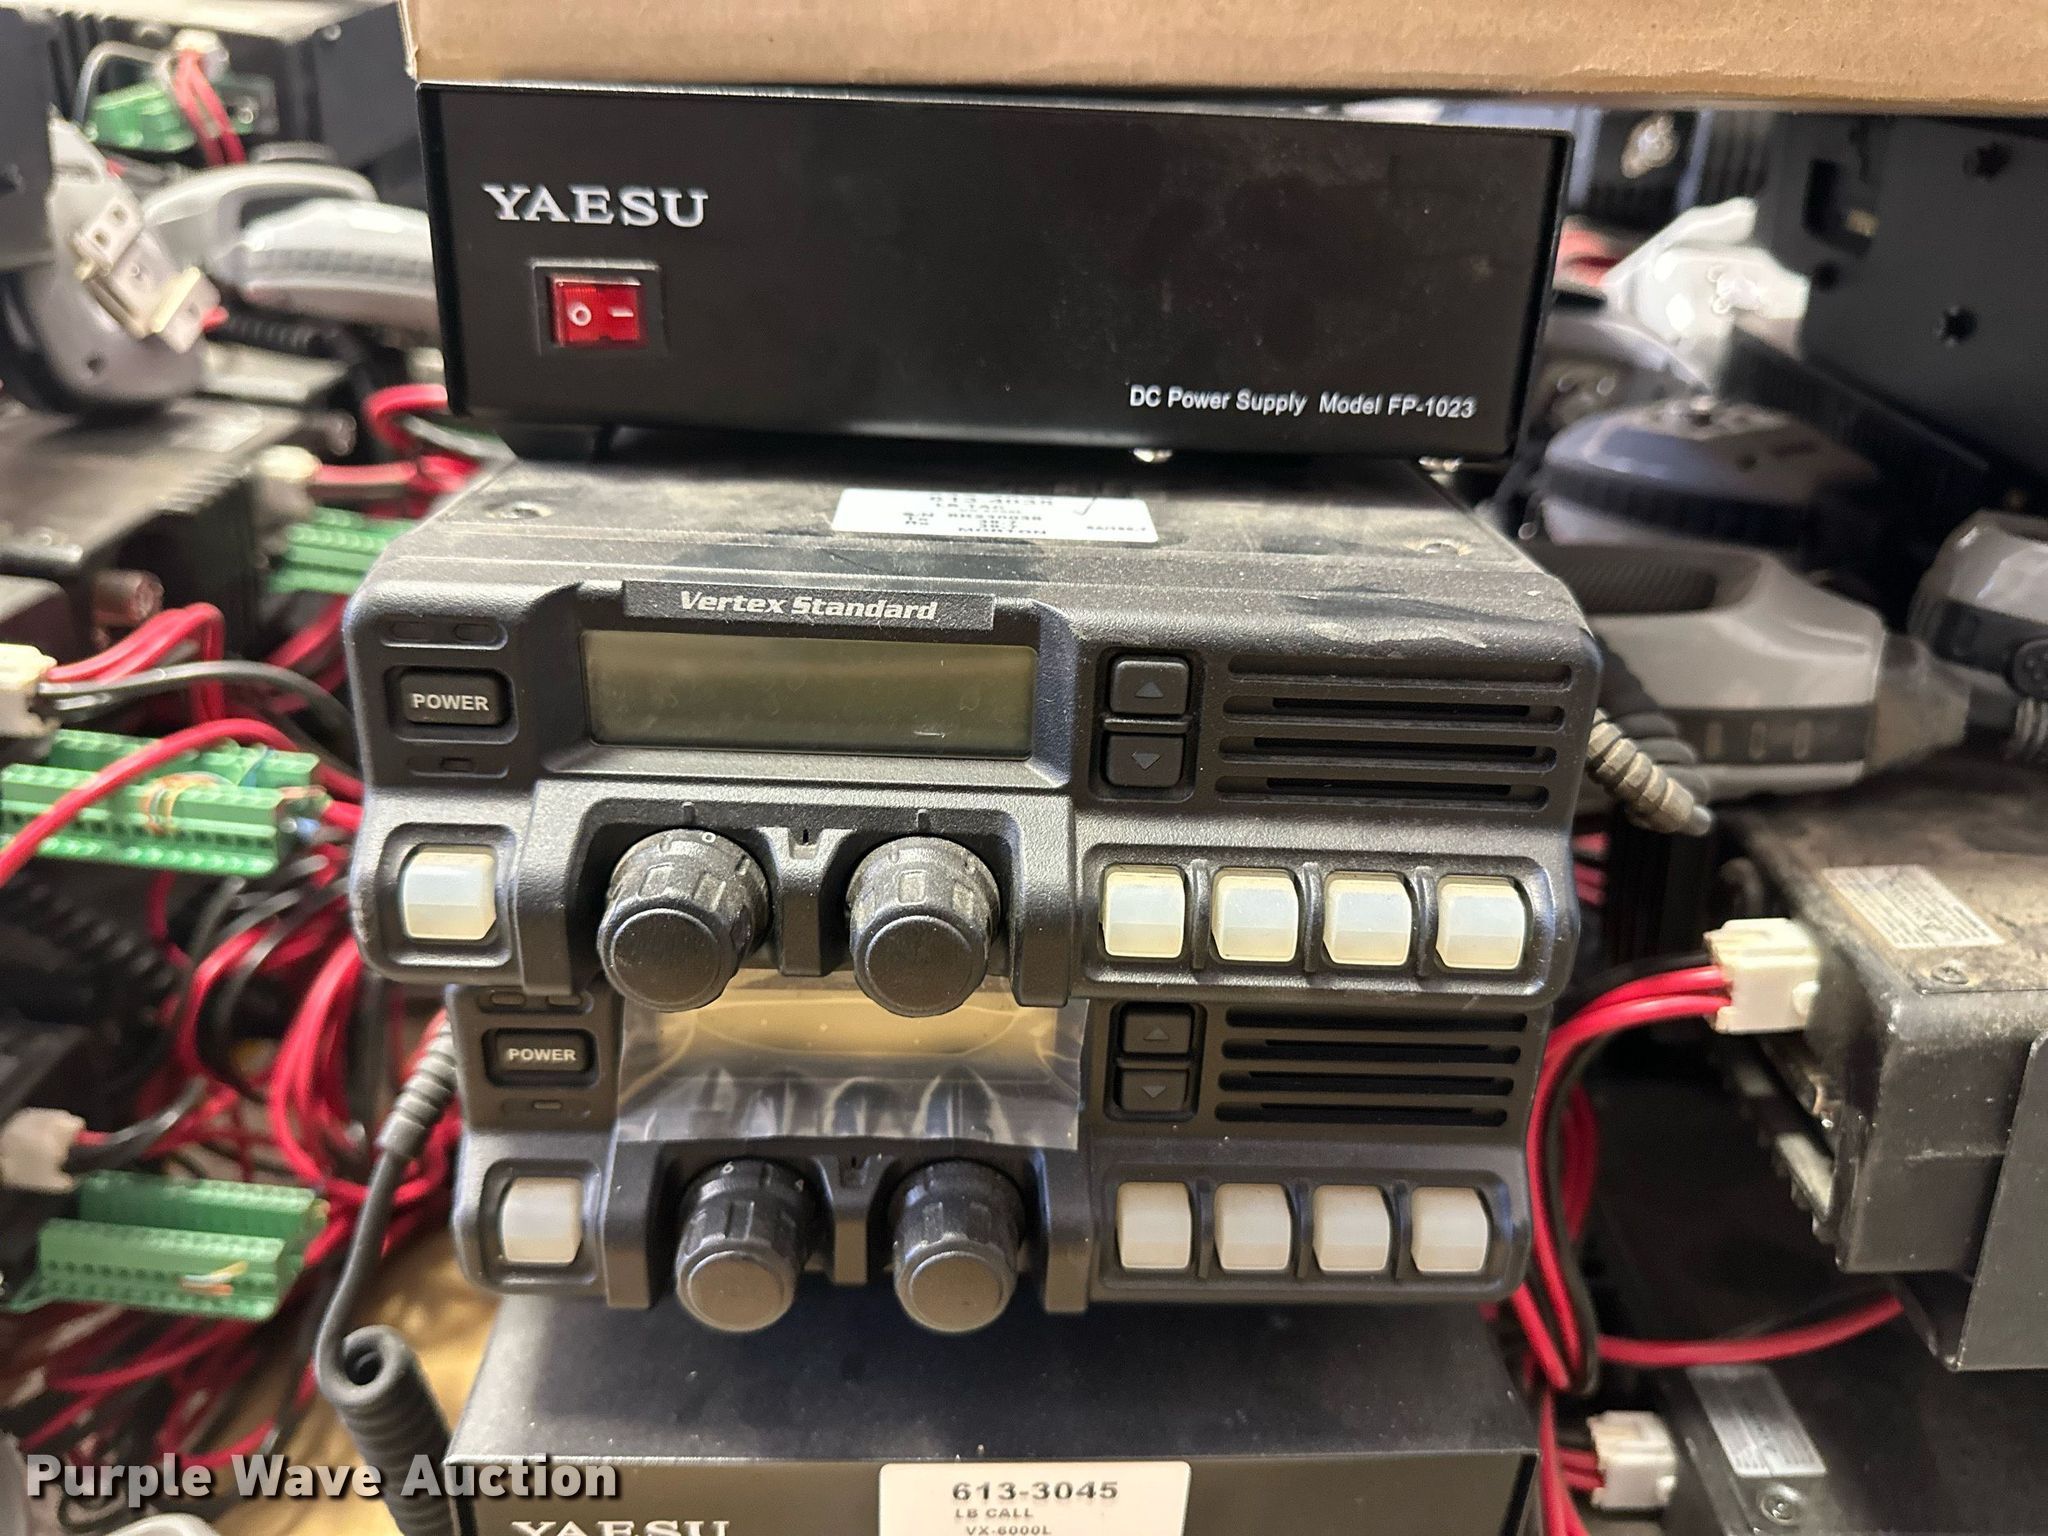 YAESU
DC Power Supply Model FP-1023
Vertex Standard
POWER
POWER
Purple Wave Auction
613-3045
LB CALL
VX-6000L
YAESU